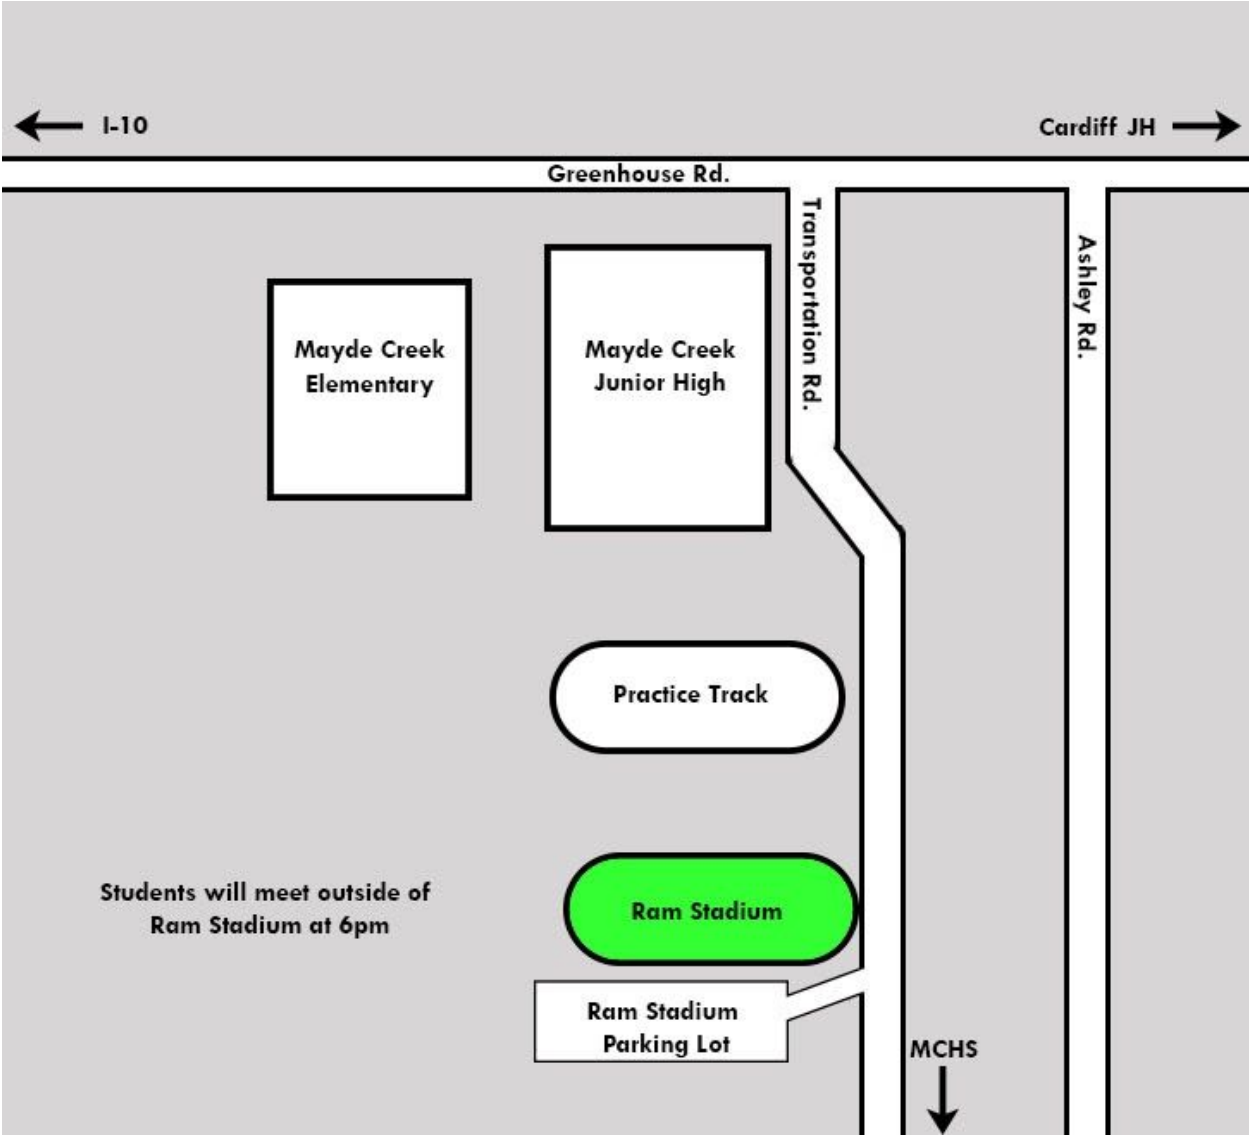 I-10
Cardiff JH
Greenhouse Rd.
Transportation Rd.
Ashley Rd.
Mayde Creek
Elementary
Mayde Creek
Junior High
Practice Track
Students will meet outside of
Ram Stadium at 6pm
Ram Stadium
Ram Stadium
Parking Lot
MCHS